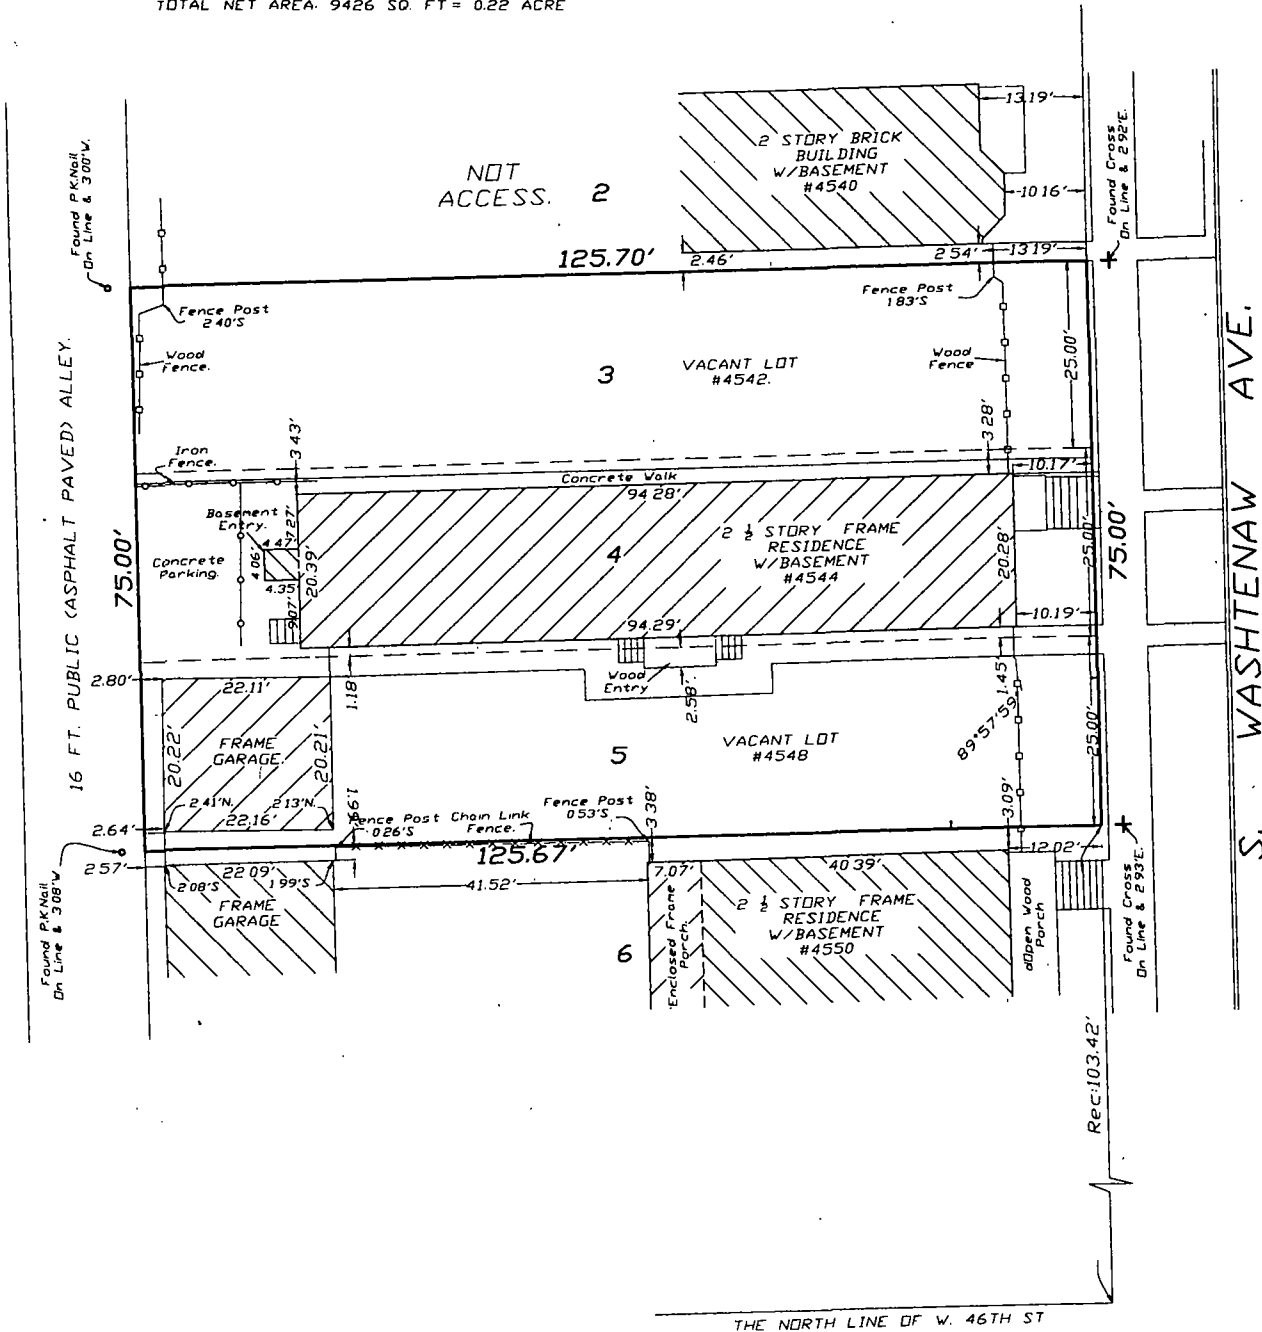 TOTAL NET AREA: 9426 SQ. FT = 0.22 ACRE
Found P.K.Nail
On Line & 3.00'W.
NOT
ACCESS.
2
2 STORY BRICK
BUILDING
W/BASEMENT
#4540
13.19'
10.16'
Found Cross
On Line & 2.92'E.
125.70'
2.46'
2.54'
13.19'
Fence Post
2.40'S
Fence Post
1.83'S
Wood
Fence.
3
VACANT LOT
#4542.
Wood
Fence
25.00'
16 FT. PUBLIC (ASPHALT PAVED) ALLEY.
S. WASHTENAW AVE.
Iron
Fence.
3.43'
3.28'
10.17'
Concrete Walk
94.28'
Basement
Entry.
4.47'
7.27'
4.06'
4.35'
9.07'
20.39'
Concrete
Parking.
75.00'
4
2 ½ STORY FRAME
RESIDENCE
W/BASEMENT
#4544
20.28'
25.00'
75.00'
10.19'
94.29'
2.80'
22.11'
1.18'
Wood
Entry
2.58'
1.45'
89°57'59"
20.22'
FRAME
GARAGE.
20.21'
5
VACANT LOT
#4548
25.00'
2.41'N.
2.13'N.
22.16'
2.64'
1.99'
Fence Post
0.26'S
Chain Link
Fence.
Fence Post
0.53'S
3.38'
3.09'
125.67'
12.02'
2.57'
22.09'
2.08'S
1.99'S
41.52'
7.07'
40.39'
Found P.K.Nail
On Line & 3.08'W
FRAME
GARAGE
6
Enclosed Frame
Porch.
2 ½ STORY FRAME
RESIDENCE
W/BASEMENT
#4550
dOpen Wood
Porch
Found Cross
On Line & 2.93'E.
Rec:103.42'
THE NORTH LINE OF W. 46TH ST